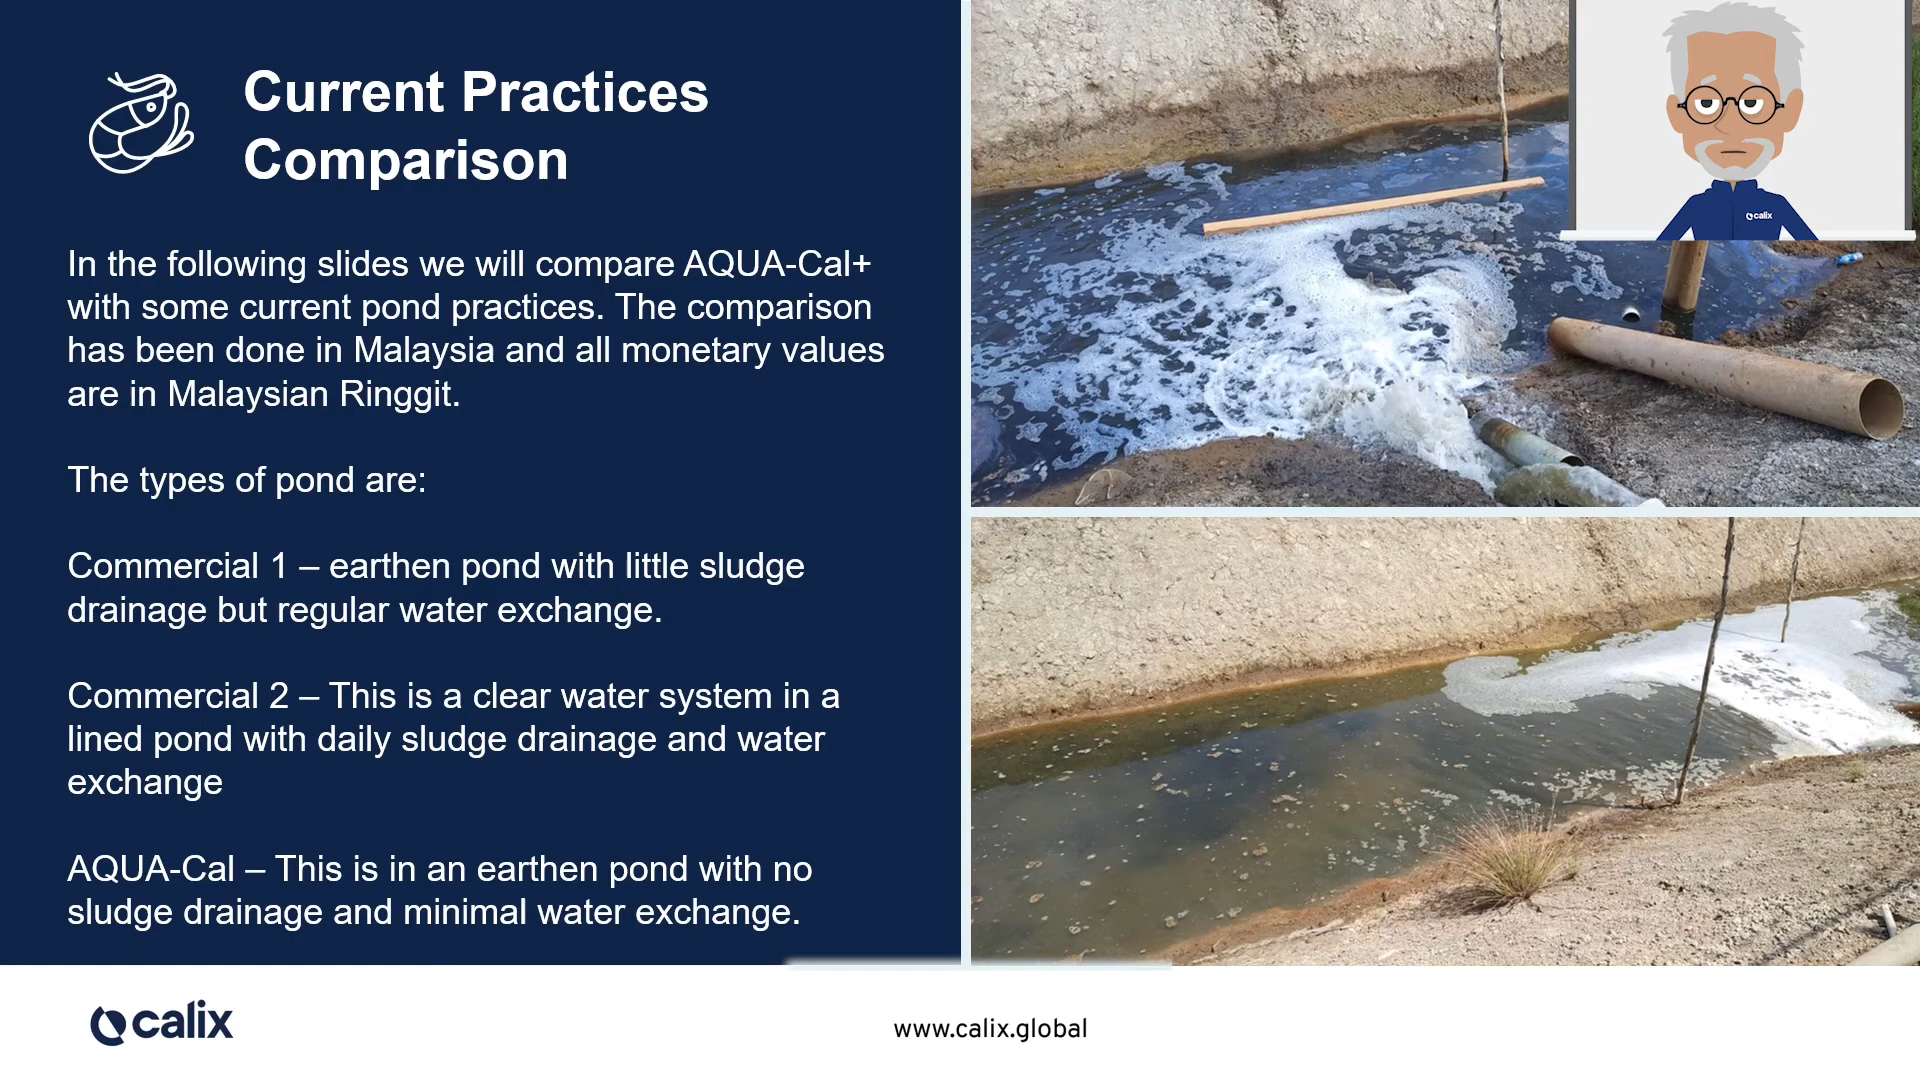 Current Practices
Comparison
In the following slides we will compare AQUA-Cal+
with some current pond practices. The comparison
has been done in Malaysia and all monetary values
are in Malaysian Ringgit.
The types of pond are:
Commercial 1 – earthen pond with little sludge
drainage but regular water exchange.
Commercial 2 – This is a clear water system in a
lined pond with daily sludge drainage and water
exchange
AQUA-Cal – This is in an earthen pond with no
sludge drainage and minimal water exchange.
calix
calix
www.calix.global